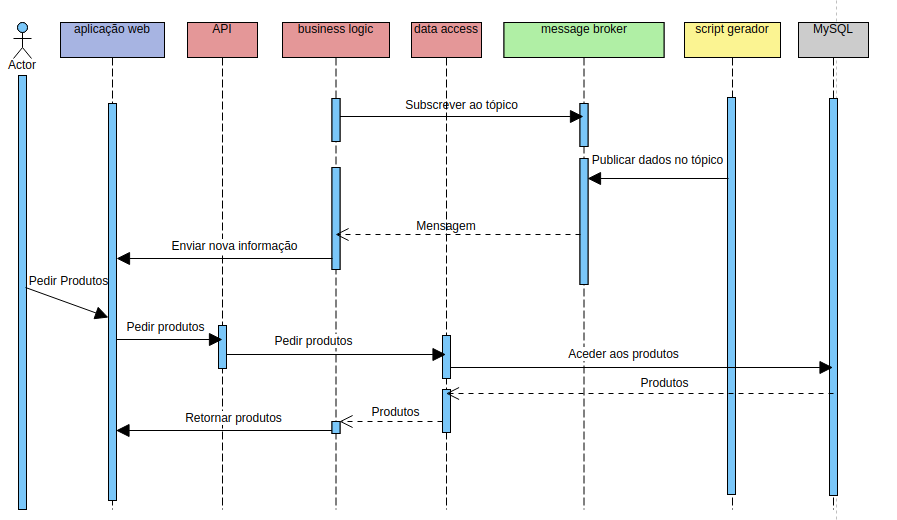 aplicação web
API
business logic
data access
message broker
script gerador
MySQL
Actor
Subscrever ao tópico
Publicar dados no tópico
Mensagem
Enviar nova informação
Pedir Produtos
Pedir produtos
Pedir produtos
Aceder aos produtos
Produtos
Produtos
Retornar produtos